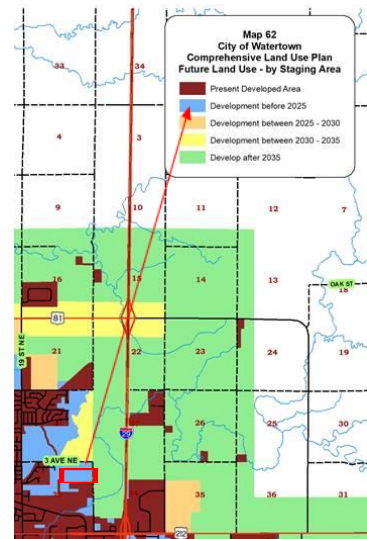 Map 62
City of Watertown
Comprehensive Land Use Plan
Future Land Use - by Staging Area
Present Developed Area
Development before 2025
Development between 2025 - 2030
Development between 2030 - 2035
Develop after 2035
33
34
4
3
9
10
11
12
7
16
15
14
13
18
OAK ST
81
19 ST NE
21
22
23
24
19
26
25
30
29
3 AVE NE
35
36
31
212